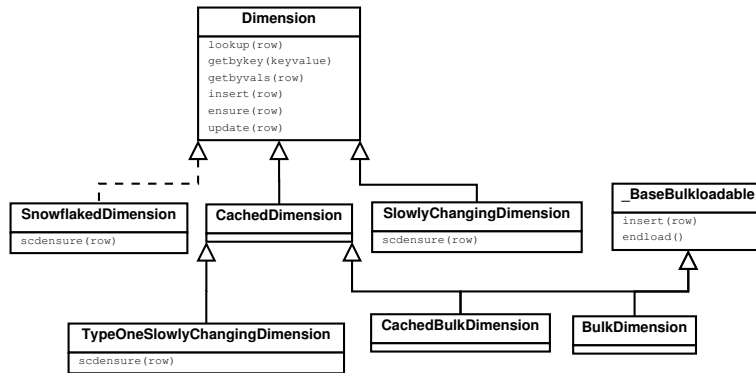 Dimension
lookup(row)
getbykey(keyvalue)
getbyvals(row)
insert(row)
ensure(row)
update(row)
SnowflakedDimension
scdensure(row)
CachedDimension
SlowlyChangingDimension
scdensure(row)
_BaseBulkloadable
insert(row)
endload()
TypeOneSlowlyChangingDimension
scdensure(row)
CachedBulkDimension
BulkDimension